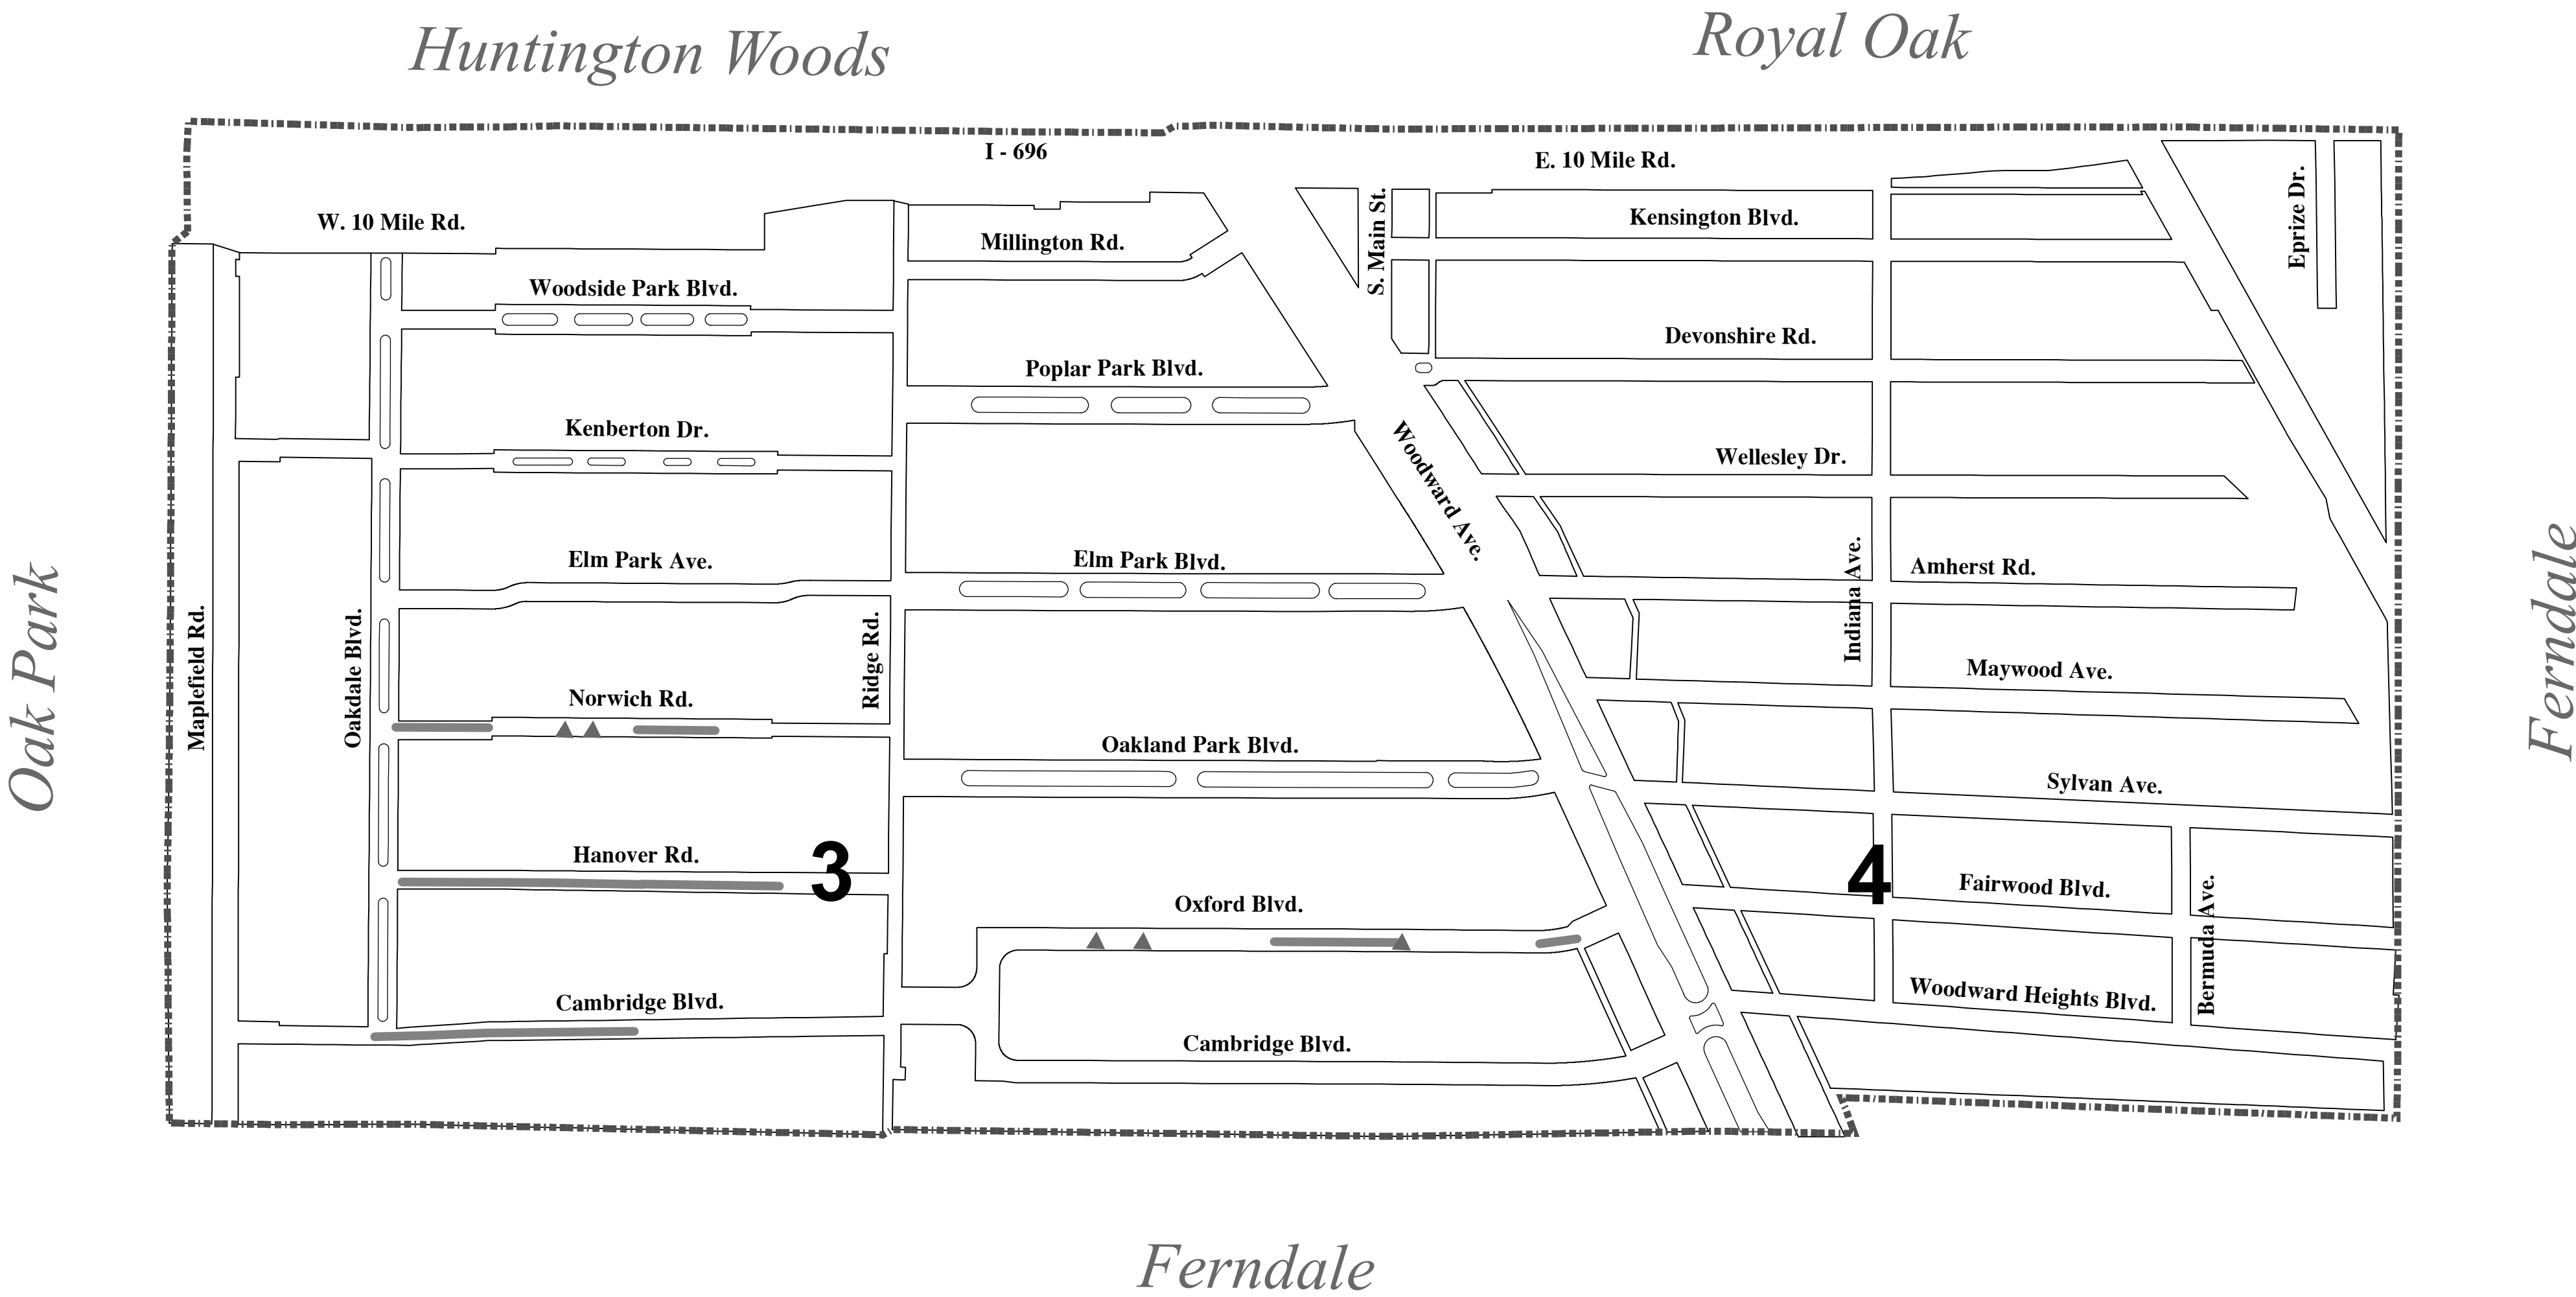 Huntington Woods
Royal Oak
I - 696
E. 10 Mile Rd.
W. 10 Mile Rd.
Millington Rd.
S. Main St.
Kensington Blvd.
Eprize Dr.
Woodside Park Blvd.
Devonshire Rd.
Poplar Park Blvd.
Kenberton Dr.
Woodward Ave.
Wellesley Dr.
Elm Park Ave.
Elm Park Blvd.
Indiana Ave.
Amherst Rd.
Oak Park
Maplefield Rd.
Oakdale Blvd.
Ridge Rd.
Ferndale
Norwich Rd.
Maywood Ave.
Oakland Park Blvd.
Sylvan Ave.
Hanover Rd.
3
4
Oxford Blvd.
Fairwood Blvd.
Bermuda Ave.
Cambridge Blvd.
Woodward Heights Blvd.
Cambridge Blvd.
Ferndale